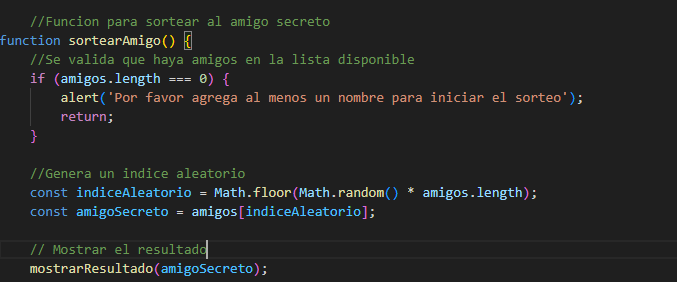 //Funcion para sortear al amigo secreto
function sortearAmigo() {
//Se valida que haya amigos en la lista disponible
if (amigos.length === 0) {
alert('Por favor agrega al menos un nombre para iniciar el sorteo');
return;
}
//Genera un indice aleatorio
const indiceAleatorio = Math.floor(Math.random() * amigos.length);
const amigoSecreto = amigos[indiceAleatorio];
// Mostrar el resultado
mostrarResultado(amigoSecreto);